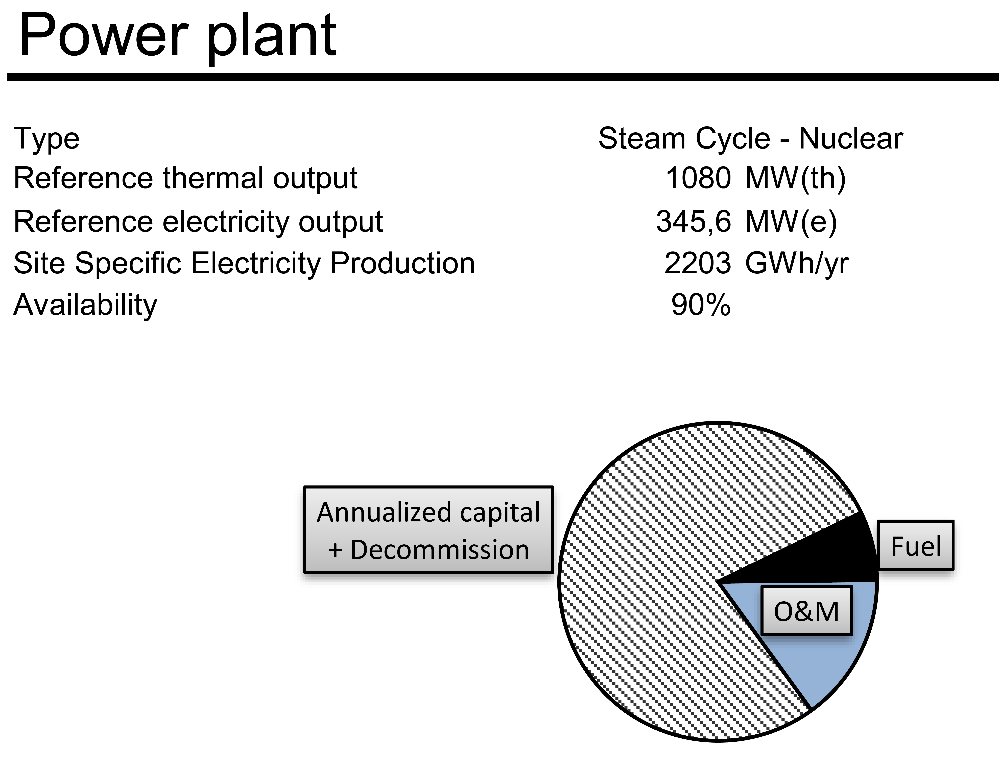 Power plant
Type Steam Cycle - Nuclear
Reference thermal output 1080 MW(th)
Reference electricity output 345,6 MW(e)
Site Specific Electricity Production 2203 GWh/yr
Availability 90%
Annualized capital
+ Decommission
Fuel
O&M